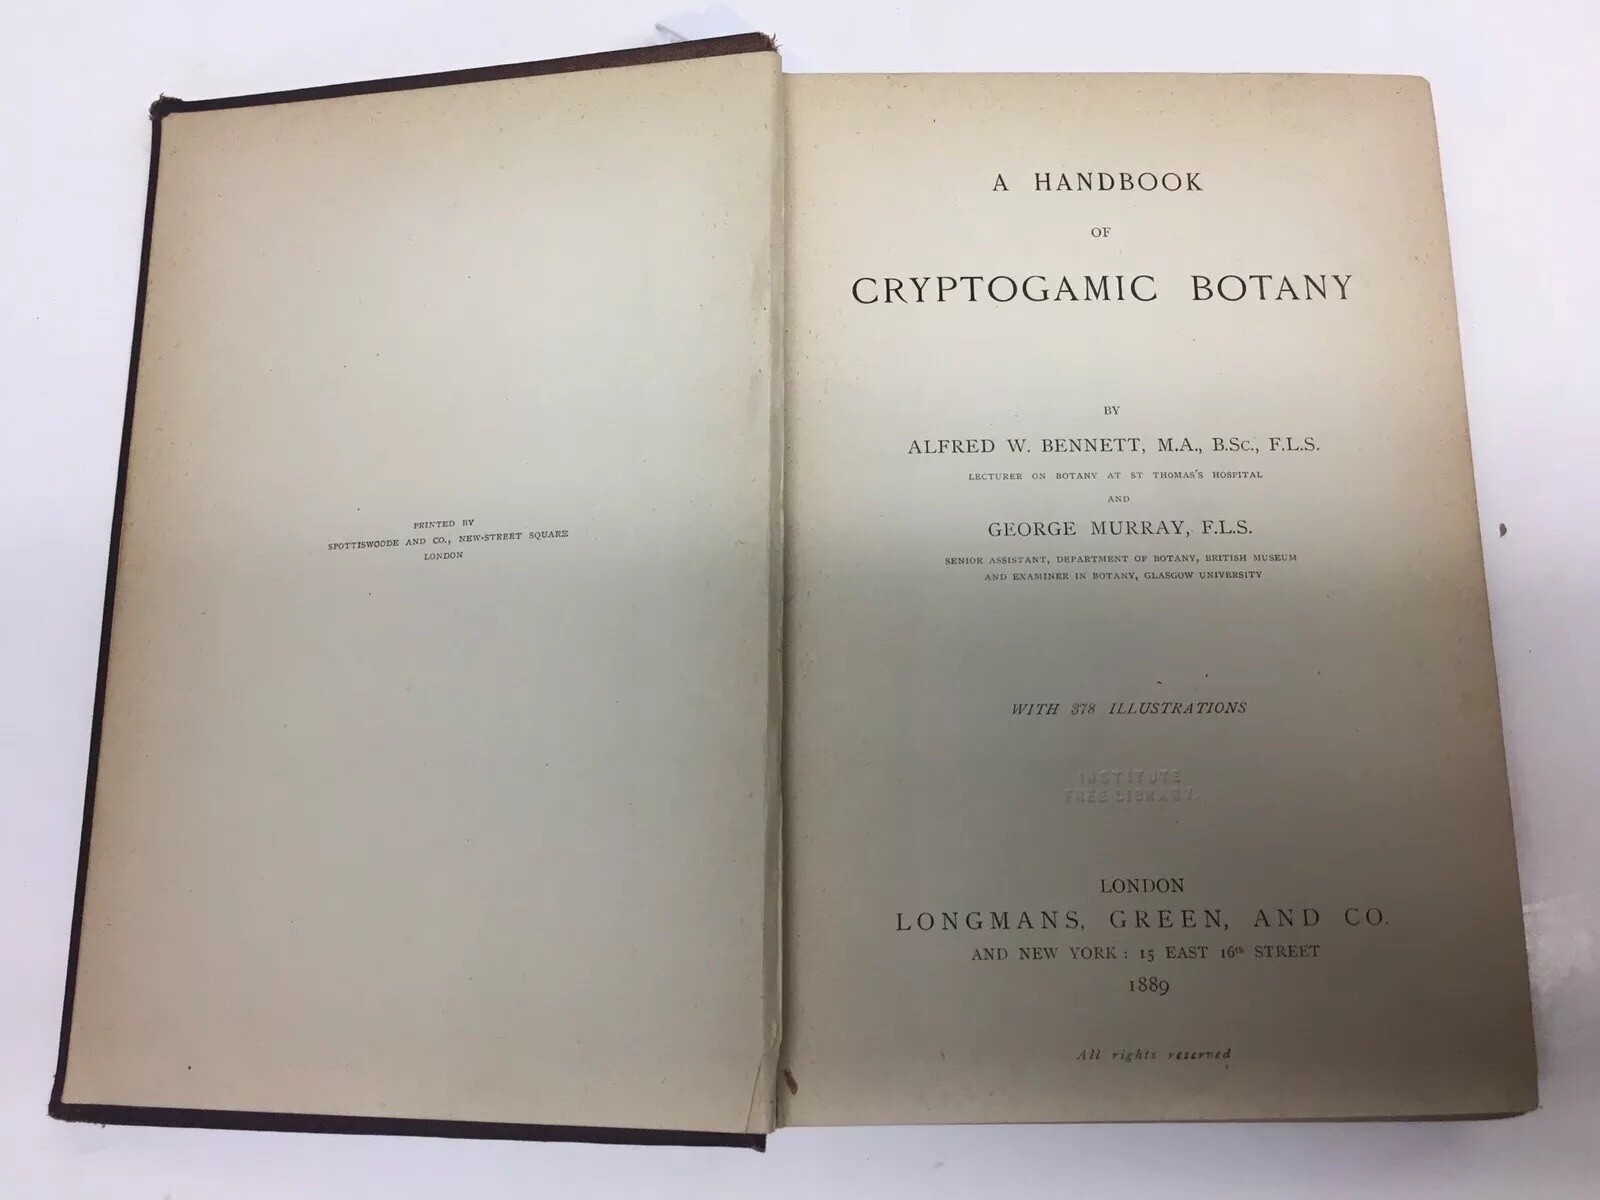 PRINTED BY
SPOTTISWOODE AND CO., NEW-STREET SQUARE
LONDON
A HANDBOOK
OF
CRYPTOGAMIC BOTANY
BY
ALFRED W. BENNETT, M.A., B.Sc., F.L.S.
LECTURER ON BOTANY AT ST THOMAS'S HOSPITAL
AND
GEORGE MURRAY, F.L.S.
SENIOR ASSISTANT, DEPARTMENT OF BOTANY, BRITISH MUSEUM
AND EXAMINER IN BOTANY, GLASGOW UNIVERSITY
WITH 378 ILLUSTRATIONS
INSTITUTE
FREE LIBRARY
LONDON
LONGMANS, GREEN, AND CO.
AND NEW YORK : 15 EAST 16th STREET
1889
All rights reserved